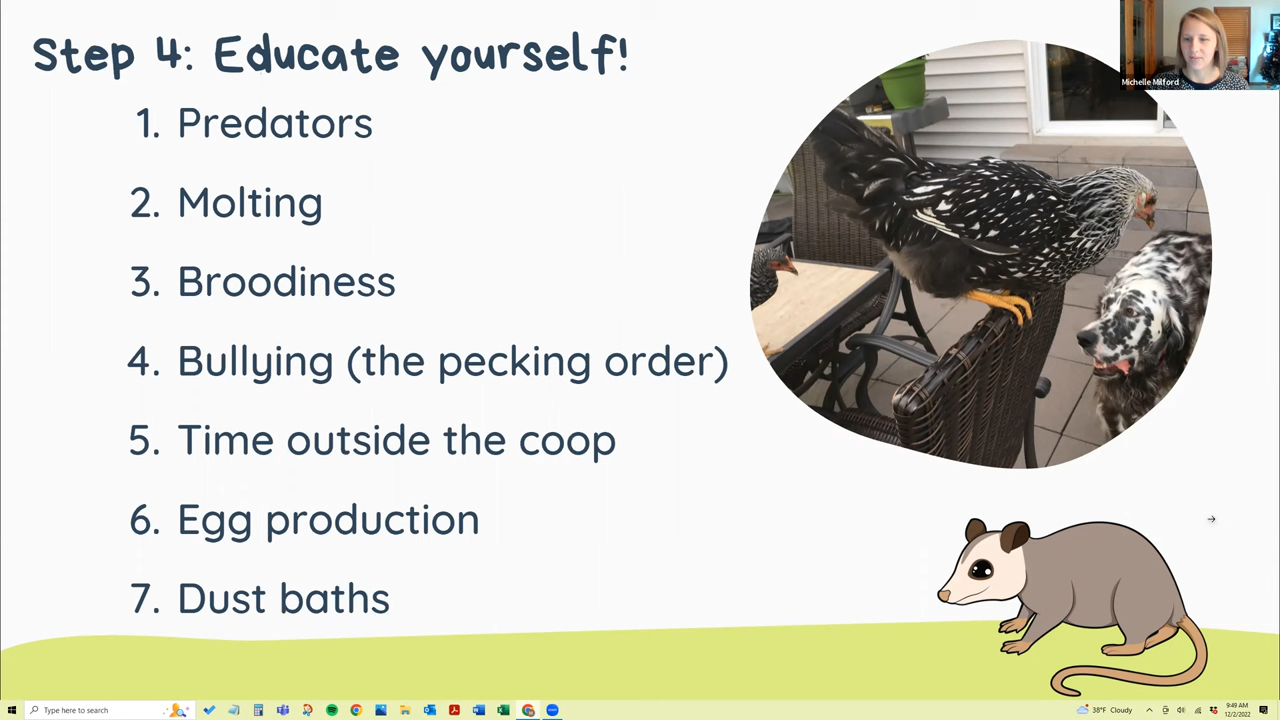 Step 4: Educate yourself!
Michelle Milford
1. Predators
2. Molting
3. Broodiness
4. Bullying (the pecking order)
5. Time outside the coop
6. Egg production
7. Dust baths
Type here to search
38°F Cloudy
9:49 AM
12/2/2022